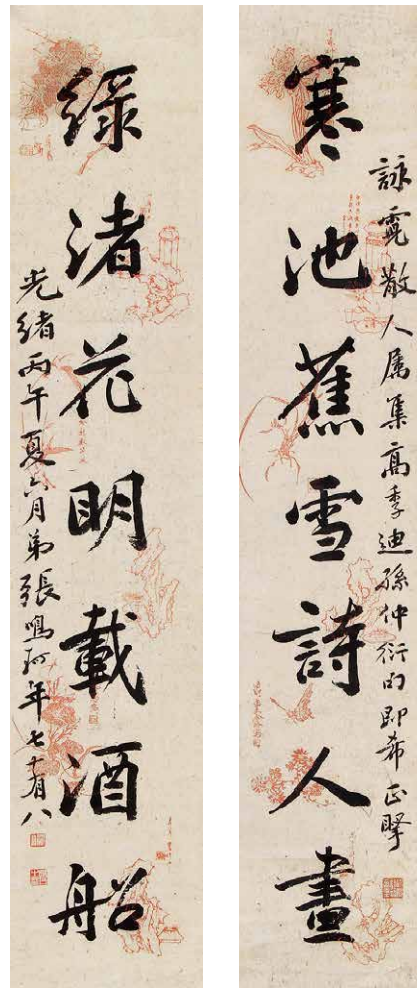 詠霓散人属集高季迪孫仲衍句即希正擘
寒池蕉雪詩人畫
綠渚花明載酒船
光緒丙午夏六月弟張鳴珂年七十有八